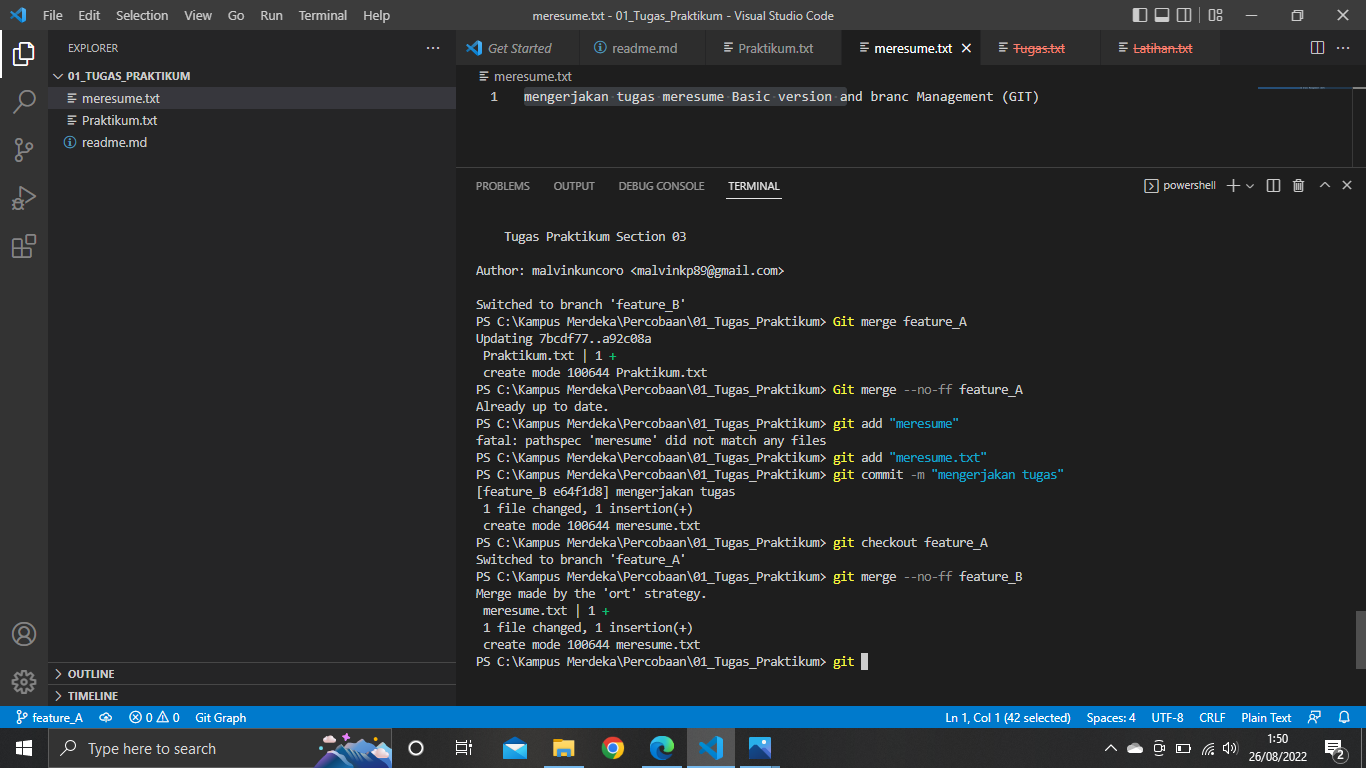 File Edit Selection View Go Run Terminal Help
meresume.txt - 01_Tugas_Praktikum - Visual Studio Code
EXPLORER
01_TUGAS_PRAKTIKUM
meresume.txt
Praktikum.txt
readme.md
OUTLINE
TIMELINE
Get Started readme.md Praktikum.txt meresume.txt Tugas.txt Latihan.txt
meresume.txt
1 mengerjakan tugas meresume Basic version and branc Management (GIT)
PROBLEMS OUTPUT DEBUG CONSOLE TERMINAL
powershell
Tugas Praktikum Section 03
Author: malvinkuncoro <malvinkp89@gmail.com>
Switched to branch 'feature_B'
PS C:\Kampus Merdeka\Percobaan\01_Tugas_Praktikum> Git merge feature_A
Updating 7bcdf77..a92c08a
Praktikum.txt | 1 +
create mode 100644 Praktikum.txt
PS C:\Kampus Merdeka\Percobaan\01_Tugas_Praktikum> Git merge --no-ff feature_A
Already up to date.
PS C:\Kampus Merdeka\Percobaan\01_Tugas_Praktikum> git add "meresume"
fatal: pathspec 'meresume' did not match any files
PS C:\Kampus Merdeka\Percobaan\01_Tugas_Praktikum> git add "meresume.txt"
PS C:\Kampus Merdeka\Percobaan\01_Tugas_Praktikum> git commit -m "mengerjakan tugas"
[feature_B e64f1d8] mengerjakan tugas
1 file changed, 1 insertion(+)
create mode 100644 meresume.txt
PS C:\Kampus Merdeka\Percobaan\01_Tugas_Praktikum> git checkout feature_A
Switched to branch 'feature_A'
PS C:\Kampus Merdeka\Percobaan\01_Tugas_Praktikum> git merge --no-ff feature_B
Merge made by the 'ort' strategy.
meresume.txt | 1 +
1 file changed, 1 insertion(+)
create mode 100644 meresume.txt
PS C:\Kampus Merdeka\Percobaan\01_Tugas_Praktikum> git
feature_A 0 0 Git Graph
Ln 1, Col 1 (42 selected) Spaces: 4 UTF-8 CRLF Plain Text
Type here to search
1:50
26/08/2022
2